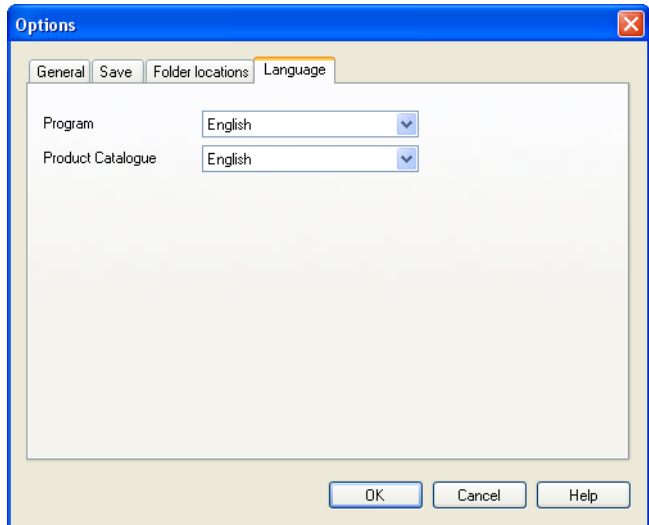 Options
General Save Folder locations Language
Program English
Product Catalogue English
OK Cancel Help